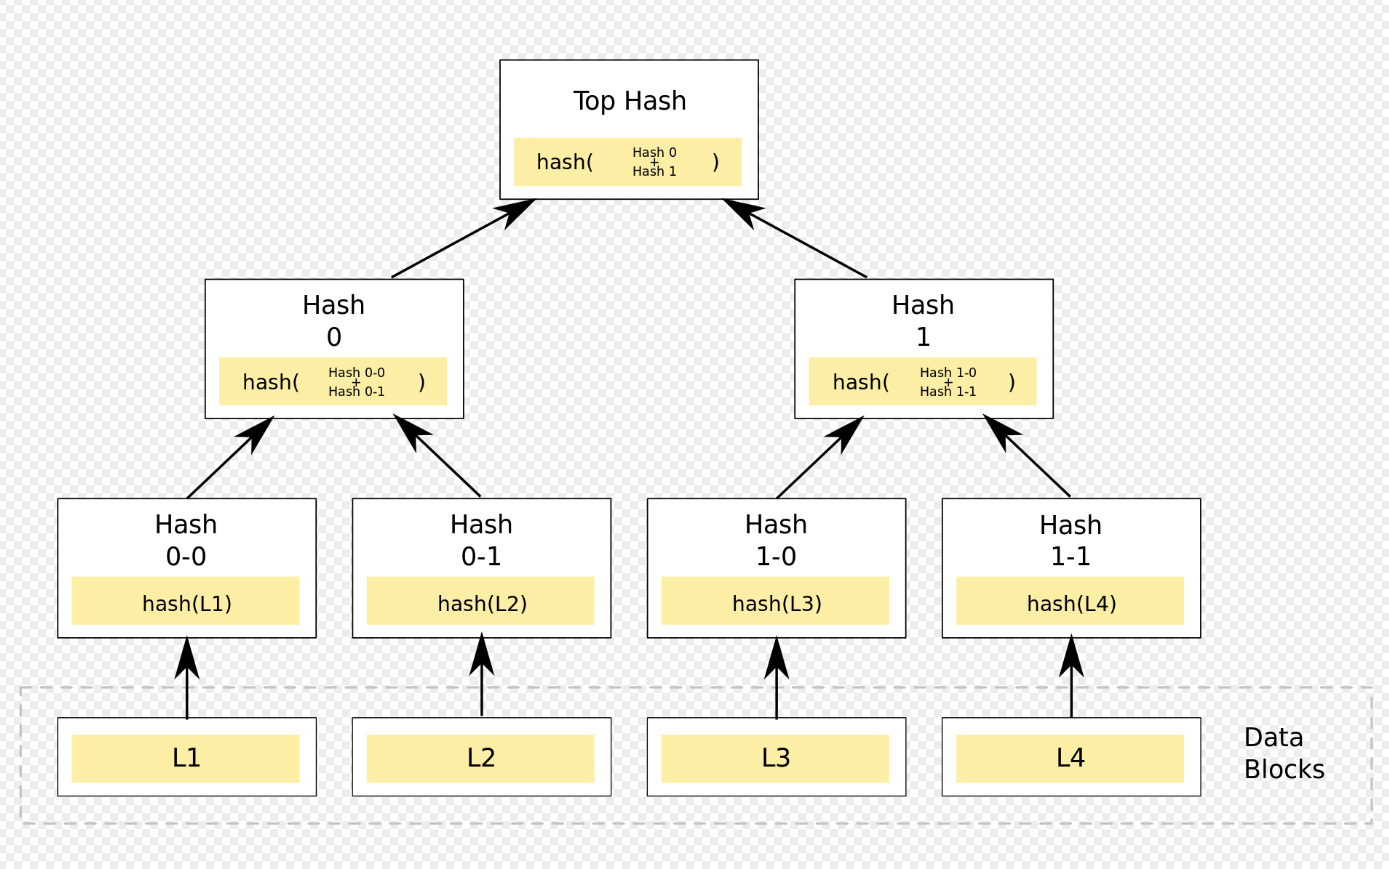 Top Hash
hash( Hash 0 + Hash 1 )
Hash
0
hash( Hash 0-0 + Hash 0-1 )
Hash
1
hash( Hash 1-0 + Hash 1-1 )
Hash
0-0
hash(L1)
Hash
0-1
hash(L2)
Hash
1-0
hash(L3)
Hash
1-1
hash(L4)
L1
L2
L3
L4
Data
Blocks